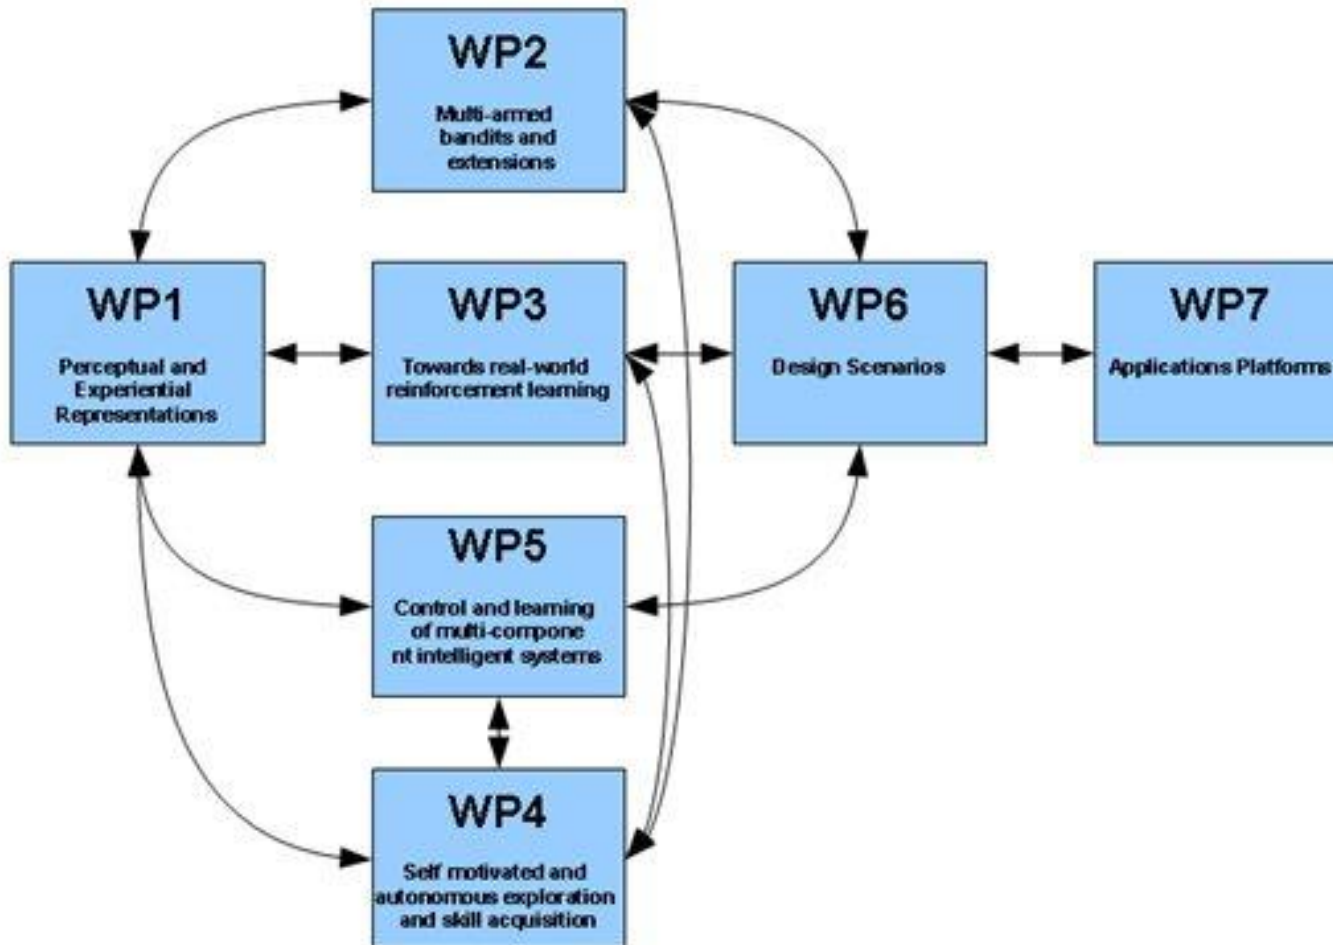 WP2
Multi-armed
bandits and
extensions
WP1
Perceptual and
Experiential
Representations
WP3
Towards real-world
reinforcement learning
WP6
Design Scenarios
WP7
Applications Platforms
WP5
Control and learning
of multi-compone
nt intelligent systems
WP4
Self motivated and
autonomous exploration
and skill acquisition